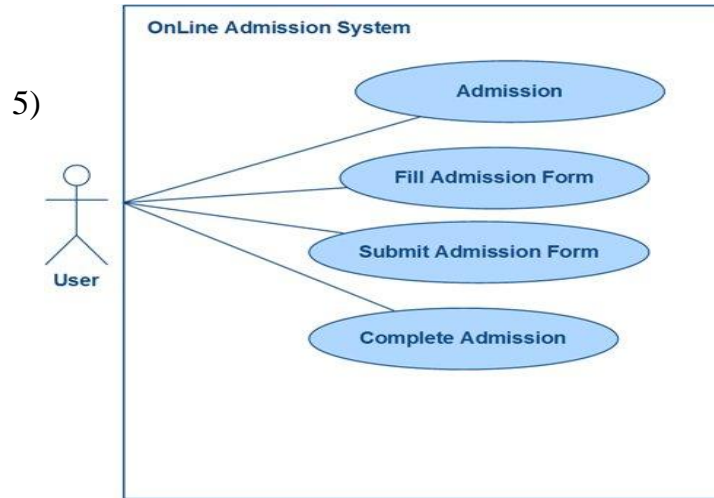 OnLine Admission System
5)
Admission
Fill Admission Form
Submit Admission Form
User
Complete Admission